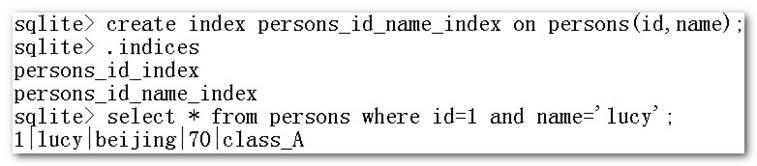 sqlite> create index persons_id_name_index on persons(id,name);
sqlite> .indices
persons_id_index
persons_id_name_index
sqlite> select * from persons where id=1 and name='lucy';
1|lucy|beijing|70|class_A